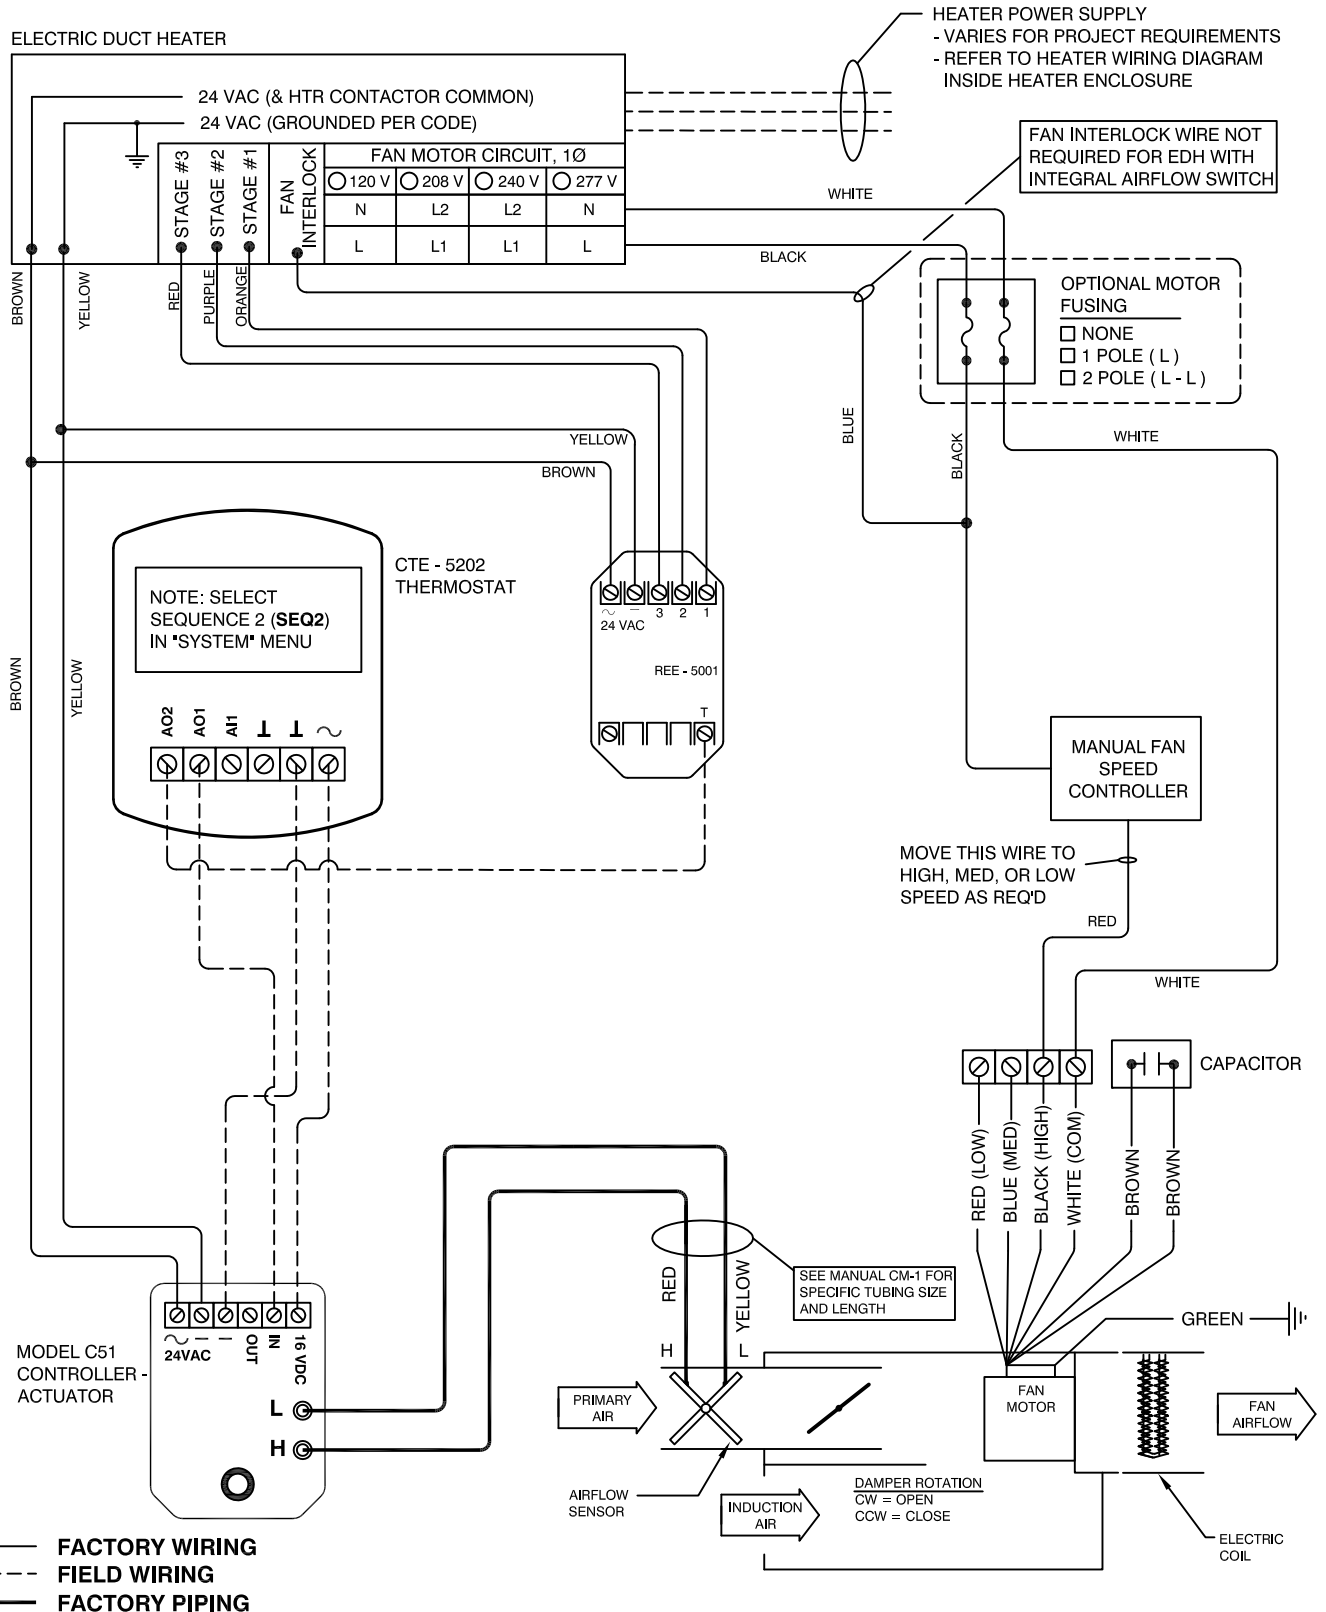 HEATER POWER SUPPLY
- VARIES FOR PROJECT REQUIREMENTS
- REFER TO HEATER WIRING DIAGRAM
INSIDE HEATER ENCLOSURE
ELECTRIC DUCT HEATER
24 VAC (& HTR CONTACTOR COMMON)
24 VAC (GROUNDED PER CODE)
STAGE #3
STAGE #2
STAGE #1
FAN
INTERLOCK
FAN MOTOR CIRCUIT, 1Ø
120 V
208 V
240 V
277 V
N
L2
L2
N
L
L1
L1
L
FAN INTERLOCK WIRE NOT
REQUIRED FOR EDH WITH
INTEGRAL AIRFLOW SWITCH
WHITE
BLACK
BROWN
YELLOW
RED
PURPLE
ORANGE
OPTIONAL MOTOR
FUSING
NONE
1 POLE ( L )
2 POLE ( L - L )
BLUE
BLACK
WHITE
YELLOW
BROWN
CTE - 5202
THERMOSTAT
NOTE: SELECT
SEQUENCE 2 (SEQ2)
IN "SYSTEM" MENU
AO2
AO1
AI1
24 VAC
3
2
1
REE - 5001
T
BROWN
YELLOW
MANUAL FAN
SPEED
CONTROLLER
MOVE THIS WIRE TO
HIGH, MED, OR LOW
SPEED AS REQ'D
RED
WHITE
CAPACITOR
RED (LOW)
BLUE (MED)
BLACK (HIGH)
WHITE (COM)
BROWN
BROWN
RED
YELLOW
SEE MANUAL CM-1 FOR
SPECIFIC TUBING SIZE
AND LENGTH
GREEN
MODEL C51
CONTROLLER -
ACTUATOR
24VAC
OUT
IN
16 VDC
L
H
H
L
PRIMARY
AIR
FAN
MOTOR
FAN
AIRFLOW
AIRFLOW
SENSOR
INDUCTION
AIR
DAMPER ROTATION
CW = OPEN
CCW = CLOSE
ELECTRIC
COIL
FACTORY WIRING
FIELD WIRING
FACTORY PIPING